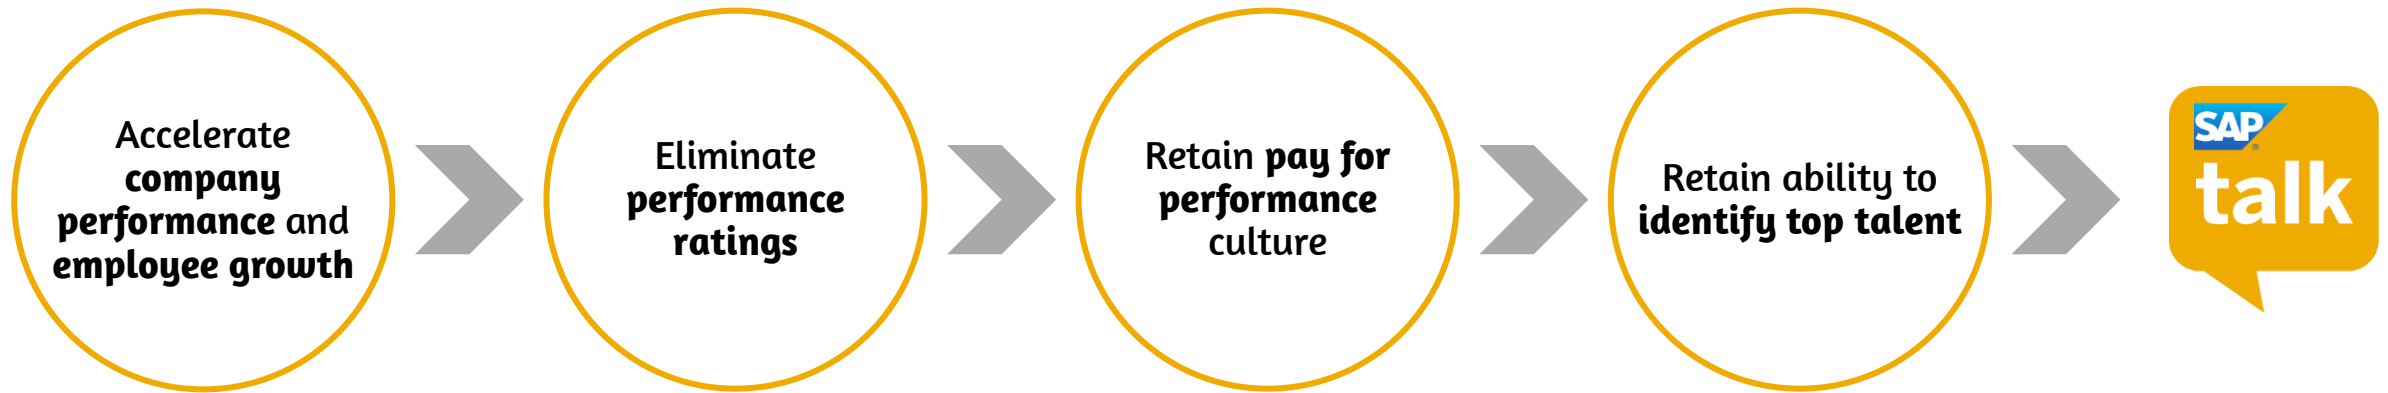 Accelerate
company
performance and
employee growth
Eliminate
performance
ratings
Retain pay for
performance
culture
Retain ability to
identify top talent
SAP
talk